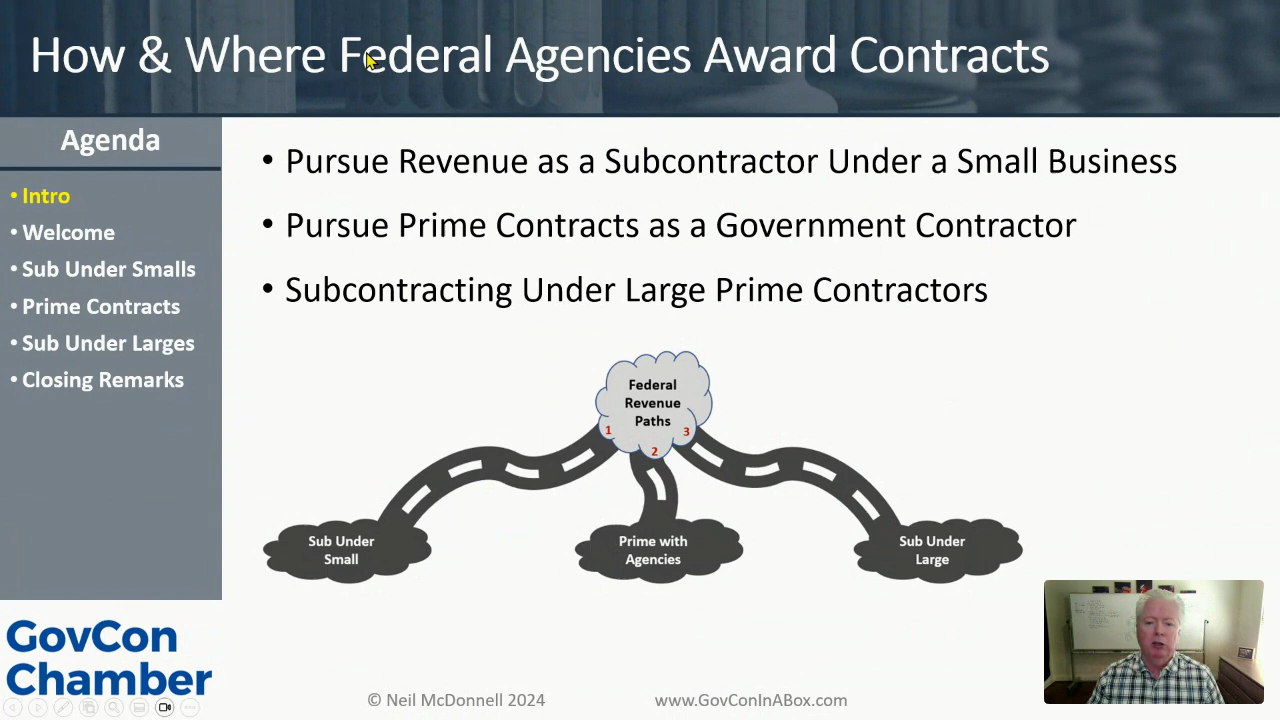 How & Where Federal Agencies Award Contracts
Agenda
• Intro
• Welcome
• Sub Under Smalls
• Prime Contracts
• Sub Under Larges
• Closing Remarks
• Pursue Revenue as a Subcontractor Under a Small Business
• Pursue Prime Contracts as a Government Contractor
• Subcontracting Under Large Prime Contractors
Federal
Revenue
Paths
1
2
3
Sub Under
Small
Prime with
Agencies
Sub Under
Large
GovCon
Chamber
© Neil McDonnell 2024
www.GovConInABox.com